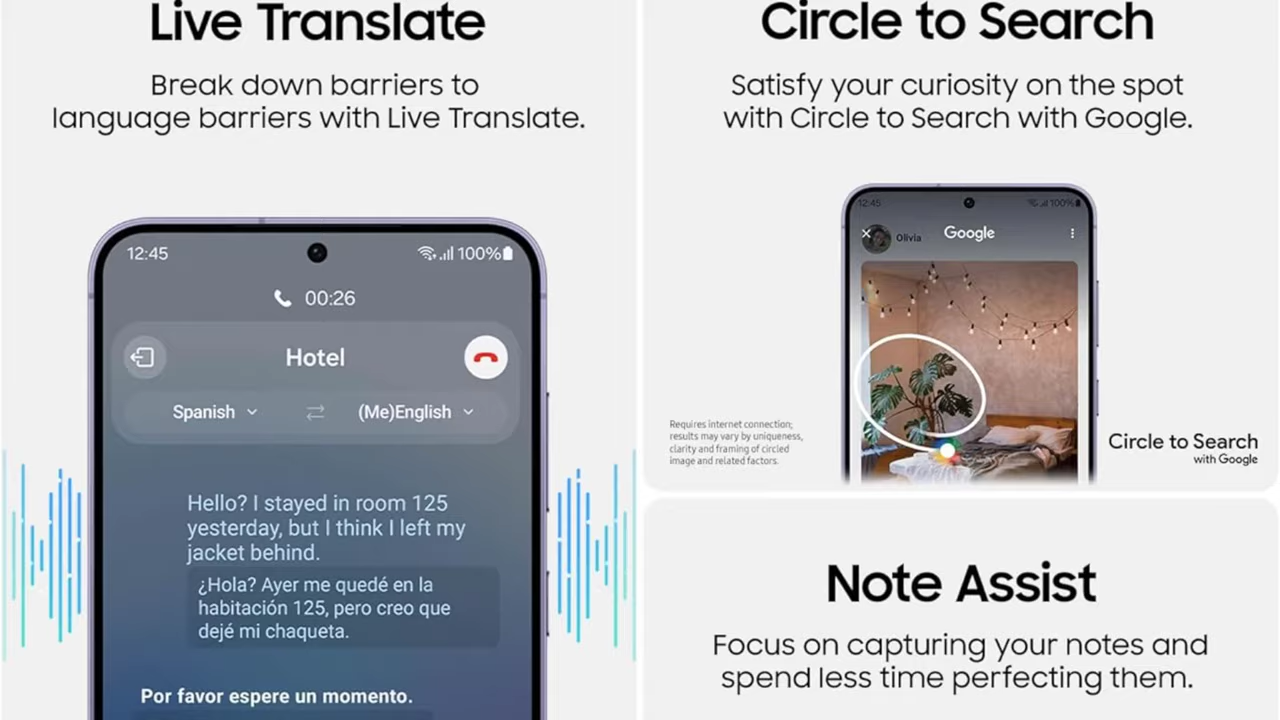 Live Translate
Break down barriers to
language barriers with Live Translate.
12:45
100%
00:26
Hotel
Spanish
(Me)English
Hello? I stayed in room 125
yesterday, but I think I left my
jacket behind.
¿Hola? Ayer me quedé en la
habitación 125, pero creo que
dejé mi chaqueta.
Por favor espere un momento.
Circle to Search
Satisfy your curiosity on the spot
with Circle to Search with Google.
12:45
100%
Olivia
Google
Requires internet connection;
results may vary by uniqueness,
clarity and framing of circled
image and related factors.
Circle to Search
with Google
Note Assist
Focus on capturing your notes and
spend less time perfecting them.